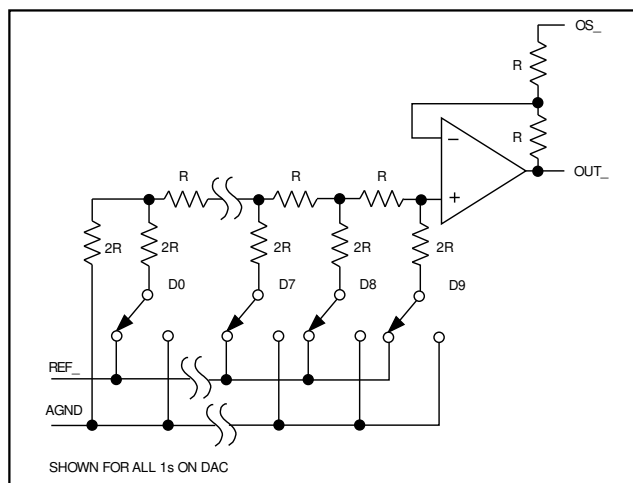 OS_
R
R
OUT_
−
+
R
R
R
2R
2R
2R
2R
2R
D0
D7
D8
D9
REF_
AGND
SHOWN FOR ALL 1s ON DAC